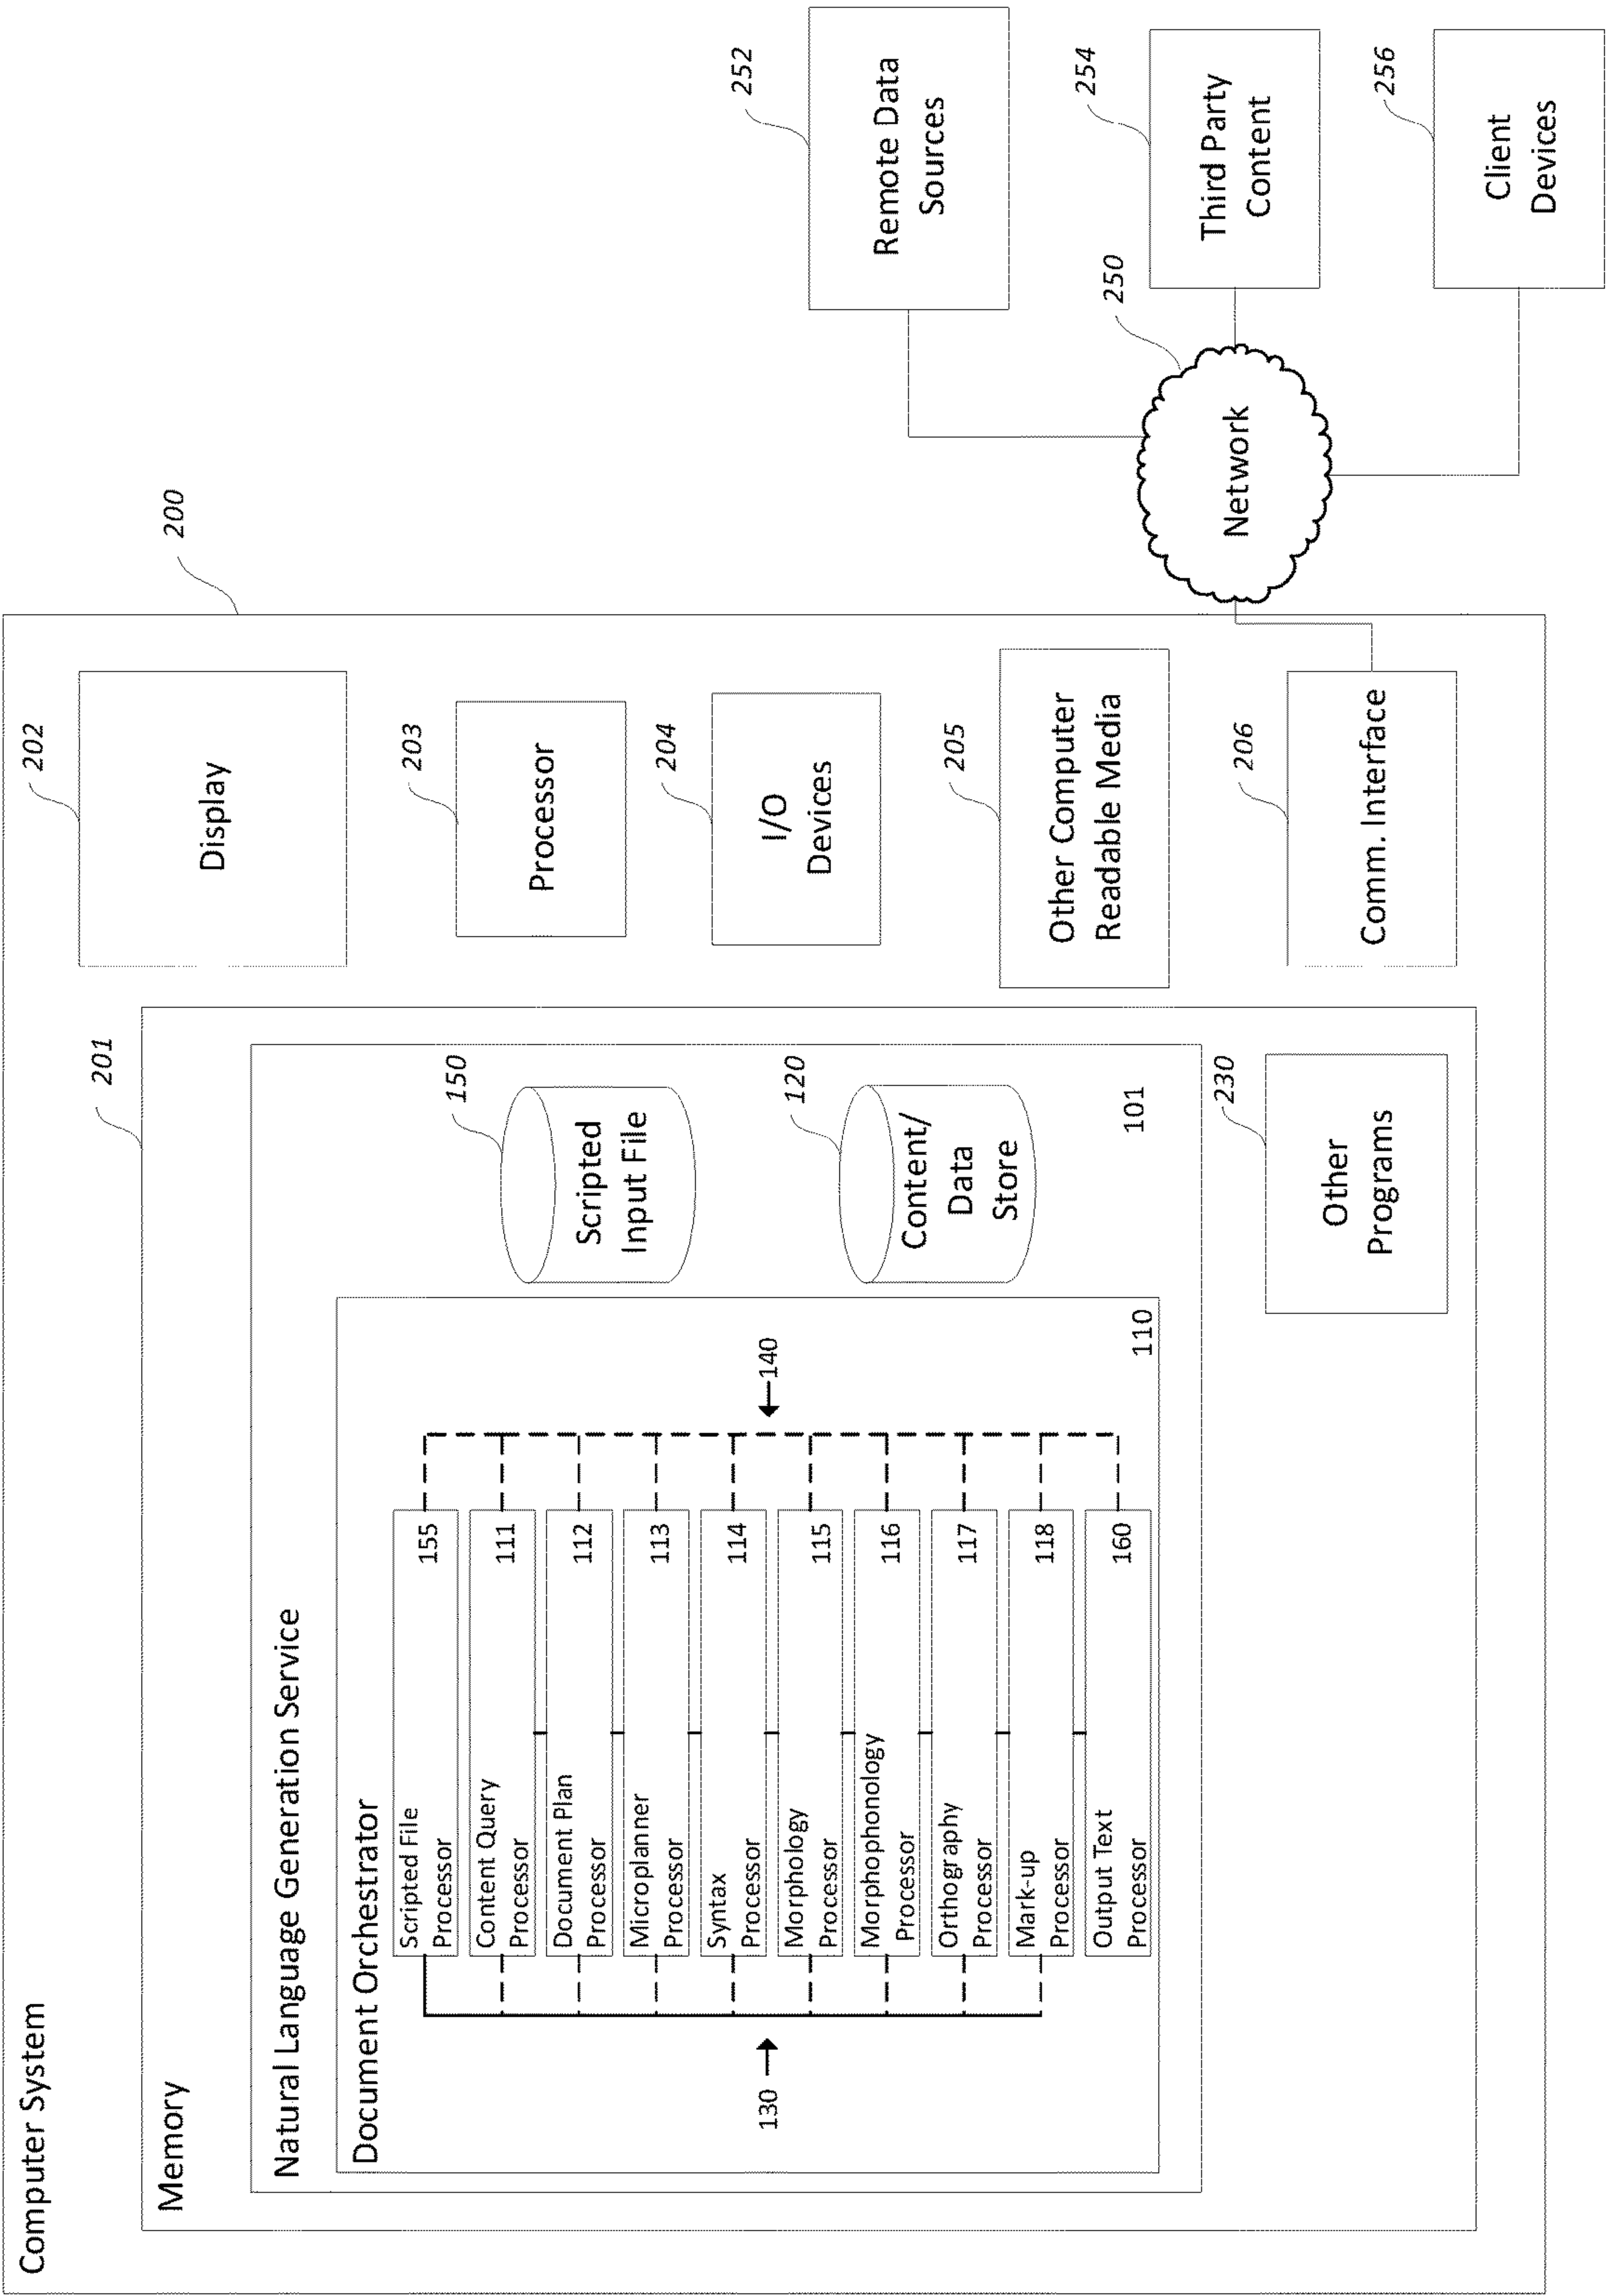 Computer System
200
Memory
201
Natural Language Generation Service
Document Orchestrator
Scripted File
Processor
155
Content Query
Processor
111
Document Plan
Processor
112
Microplanner
Processor
113
Syntax
Processor
114
Morphology
Processor
115
Morphophonology
Processor
116
Orthography
Processor
117
Mark-up
Processor
118
Output Text
Processor
160
130
140
110
150
Scripted
Input File
120
Content/
Data
Store
101
230
Other
Programs
202
Display
203
Processor
204
I/O
Devices
205
Other Computer
Readable Media
206
Comm. Interface
250
Network
252
Remote Data
Sources
254
Third Party
Content
256
Client
Devices